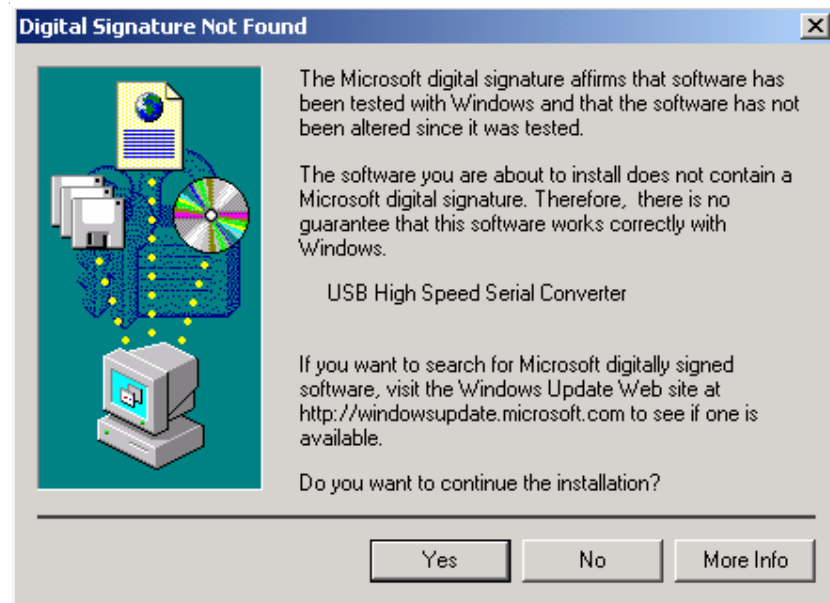 Digital Signature Not Found
The Microsoft digital signature affirms that software has
been tested with Windows and that the software has not
been altered since it was tested.
The software you are about to install does not contain a
Microsoft digital signature. Therefore, there is no
guarantee that this software works correctly with
Windows.
USB High Speed Serial Converter
If you want to search for Microsoft digitally signed
software, visit the Windows Update Web site at
http://windowsupdate.microsoft.com to see if one is
available.
Do you want to continue the installation?
Yes
No
More Info